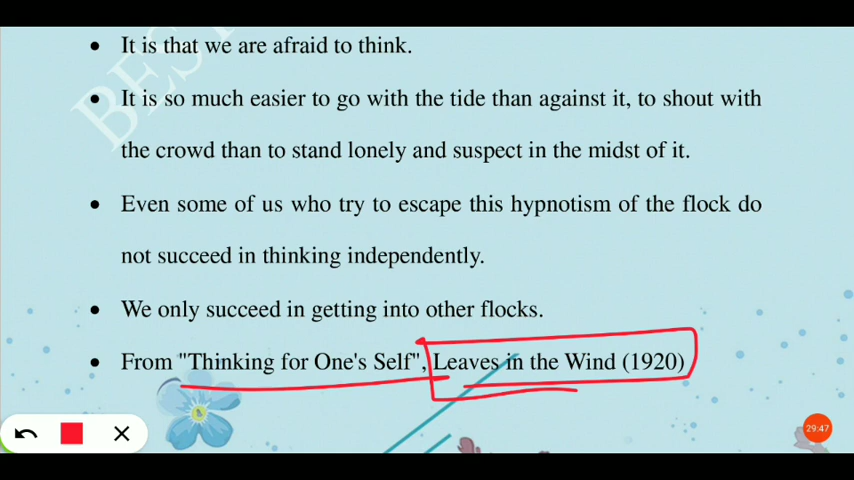 • It is that we are afraid to think.
• It is so much easier to go with the tide than against it, to shout with
the crowd than to stand lonely and suspect in the midst of it.
• Even some of us who try to escape this hypnotism of the flock do
not succeed in thinking independently.
• We only succeed in getting into other flocks.
• From "Thinking for One's Self", Leaves in the Wind (1920)
BEST
29:47